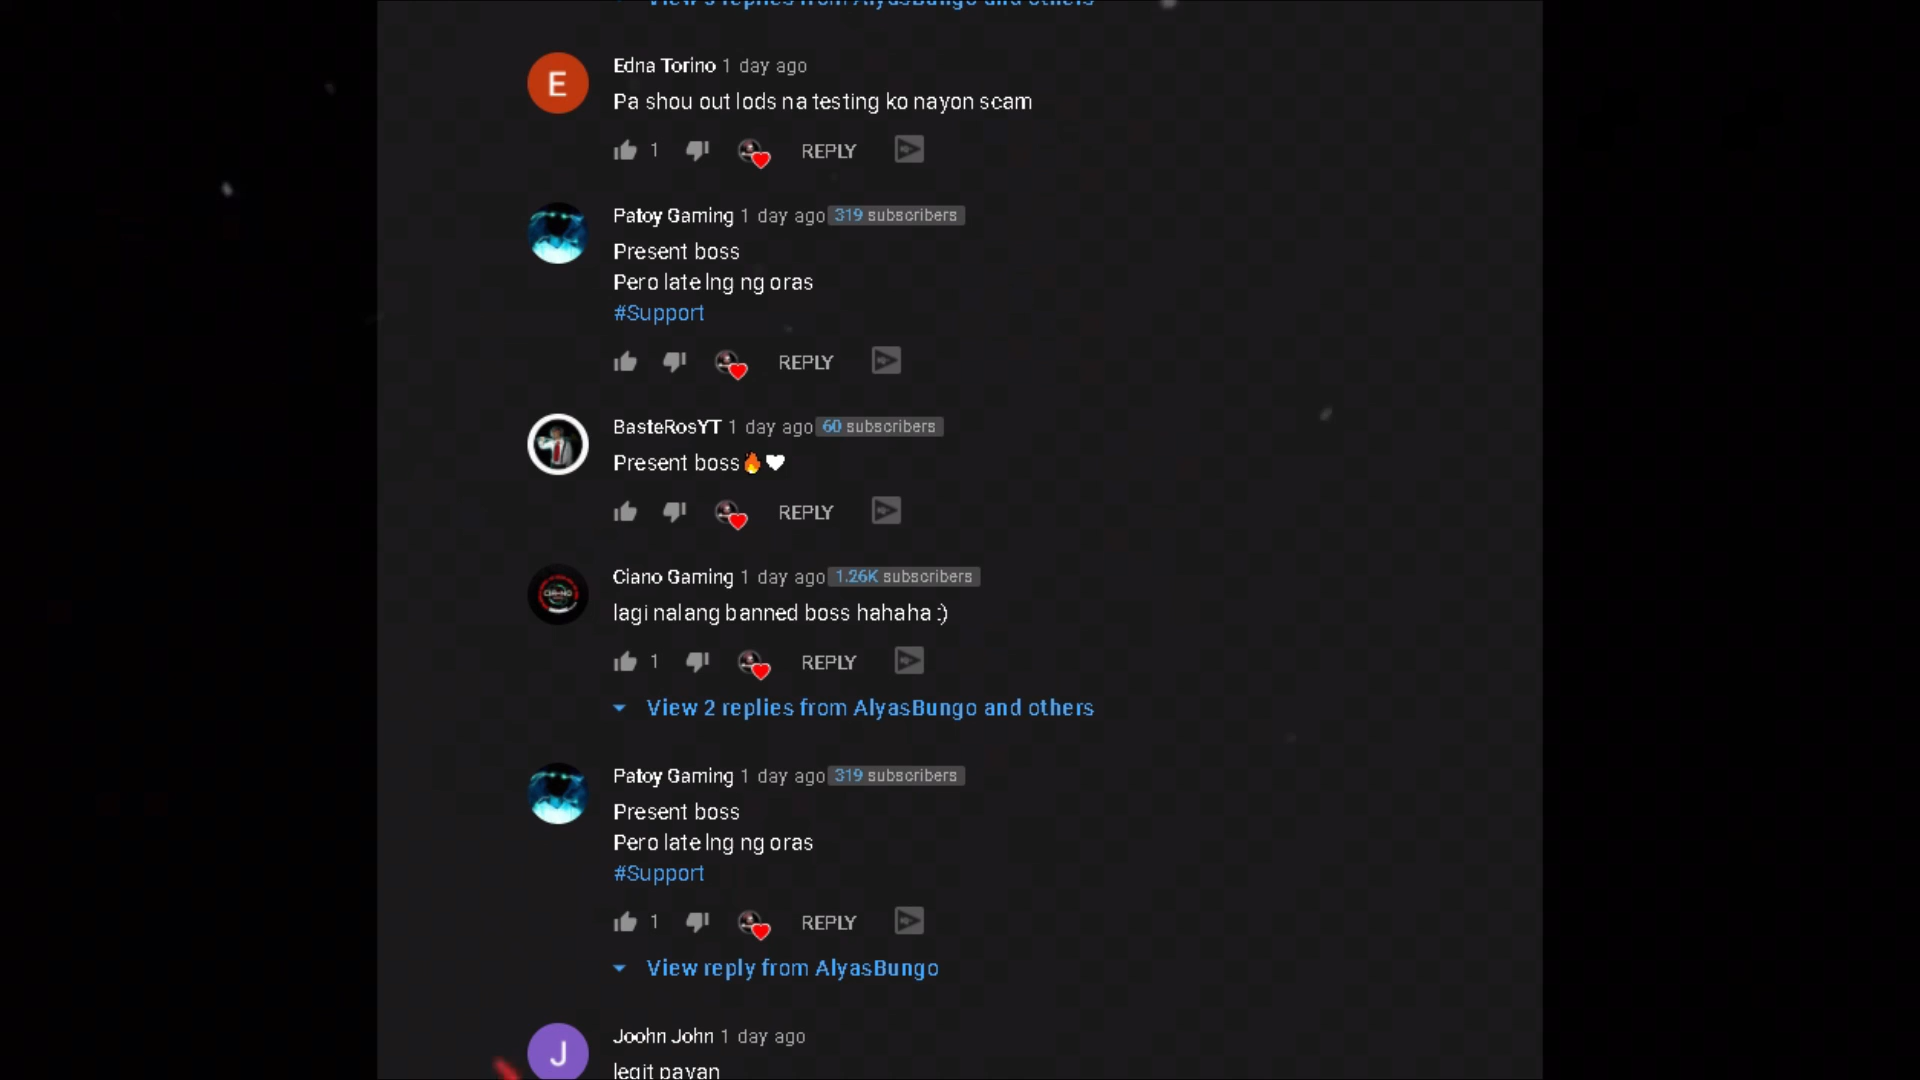 View 3 replies from AlyasBungo and others
E
Edna Torino 1 day ago
Pa shou out lods na testing ko nayon scam
1 REPLY
Patoy Gaming 1 day ago 319 subscribers
Present boss
Pero late lng ng oras
#Support
REPLY
BasteRosYT 1 day ago 60 subscribers
Present boss🔥🤍
REPLY
Ciano Gaming 1 day ago 1.26K subscribers
lagi nalang banned boss hahaha :)
1 REPLY
View 2 replies from AlyasBungo and others
Patoy Gaming 1 day ago 319 subscribers
Present boss
Pero late lng ng oras
#Support
1 REPLY
View reply from AlyasBungo
J
Joohn John 1 day ago
legit payan